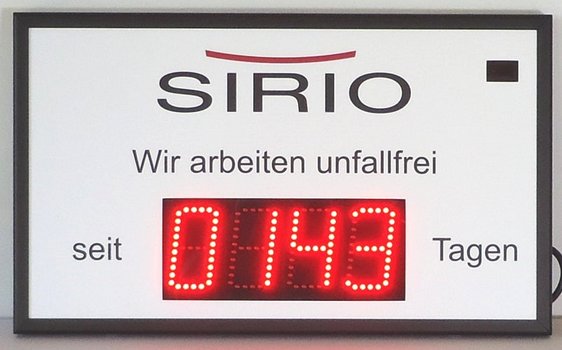 SIRIO
Wir arbeiten unfallfrei
seit 0143 Tagen